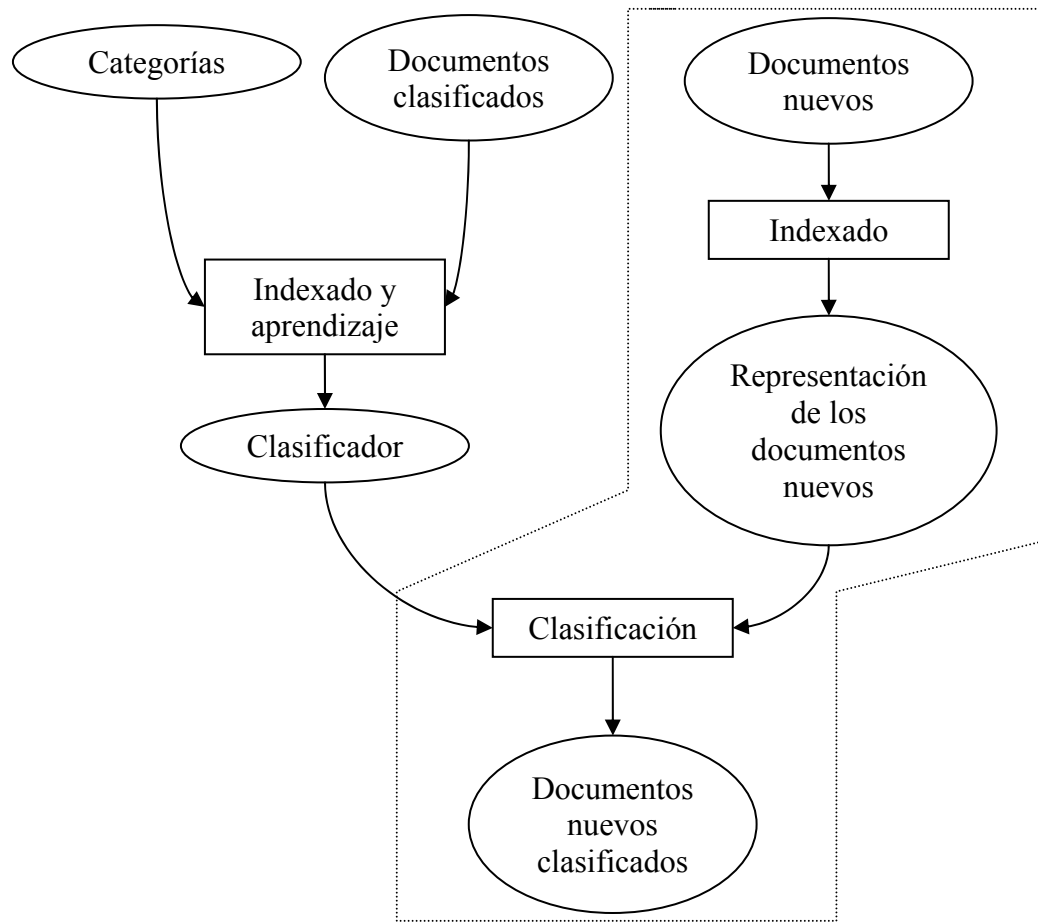 Categorías
Documentos
clasificados
Documentos
nuevos
Indexado
Indexado y
aprendizaje
Representación
de los
documentos
nuevos
Clasificador
Clasificación
Documentos
nuevos
clasificados